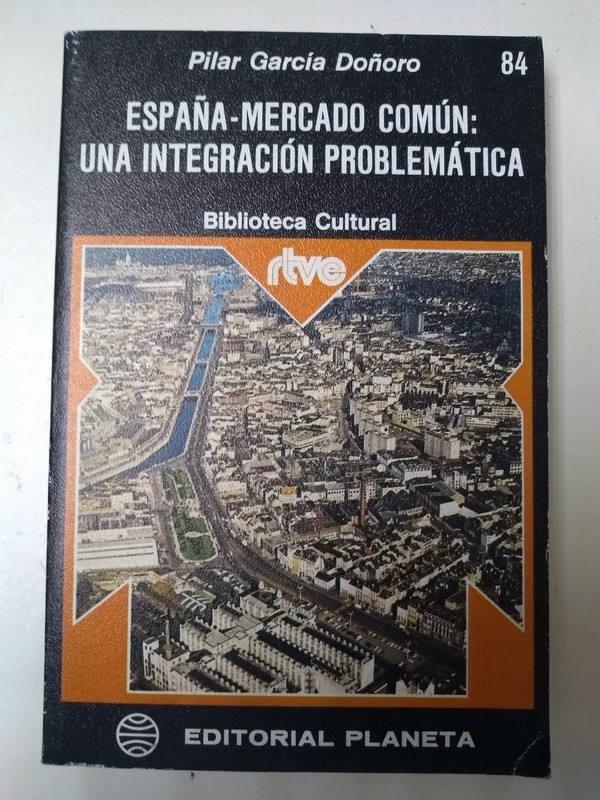 Pilar García Doñoro
84
ESPAÑA-MERCADO COMÚN:
UNA INTEGRACIÓN PROBLEMÁTICA
Biblioteca Cultural
rtve
EDITORIAL PLANETA